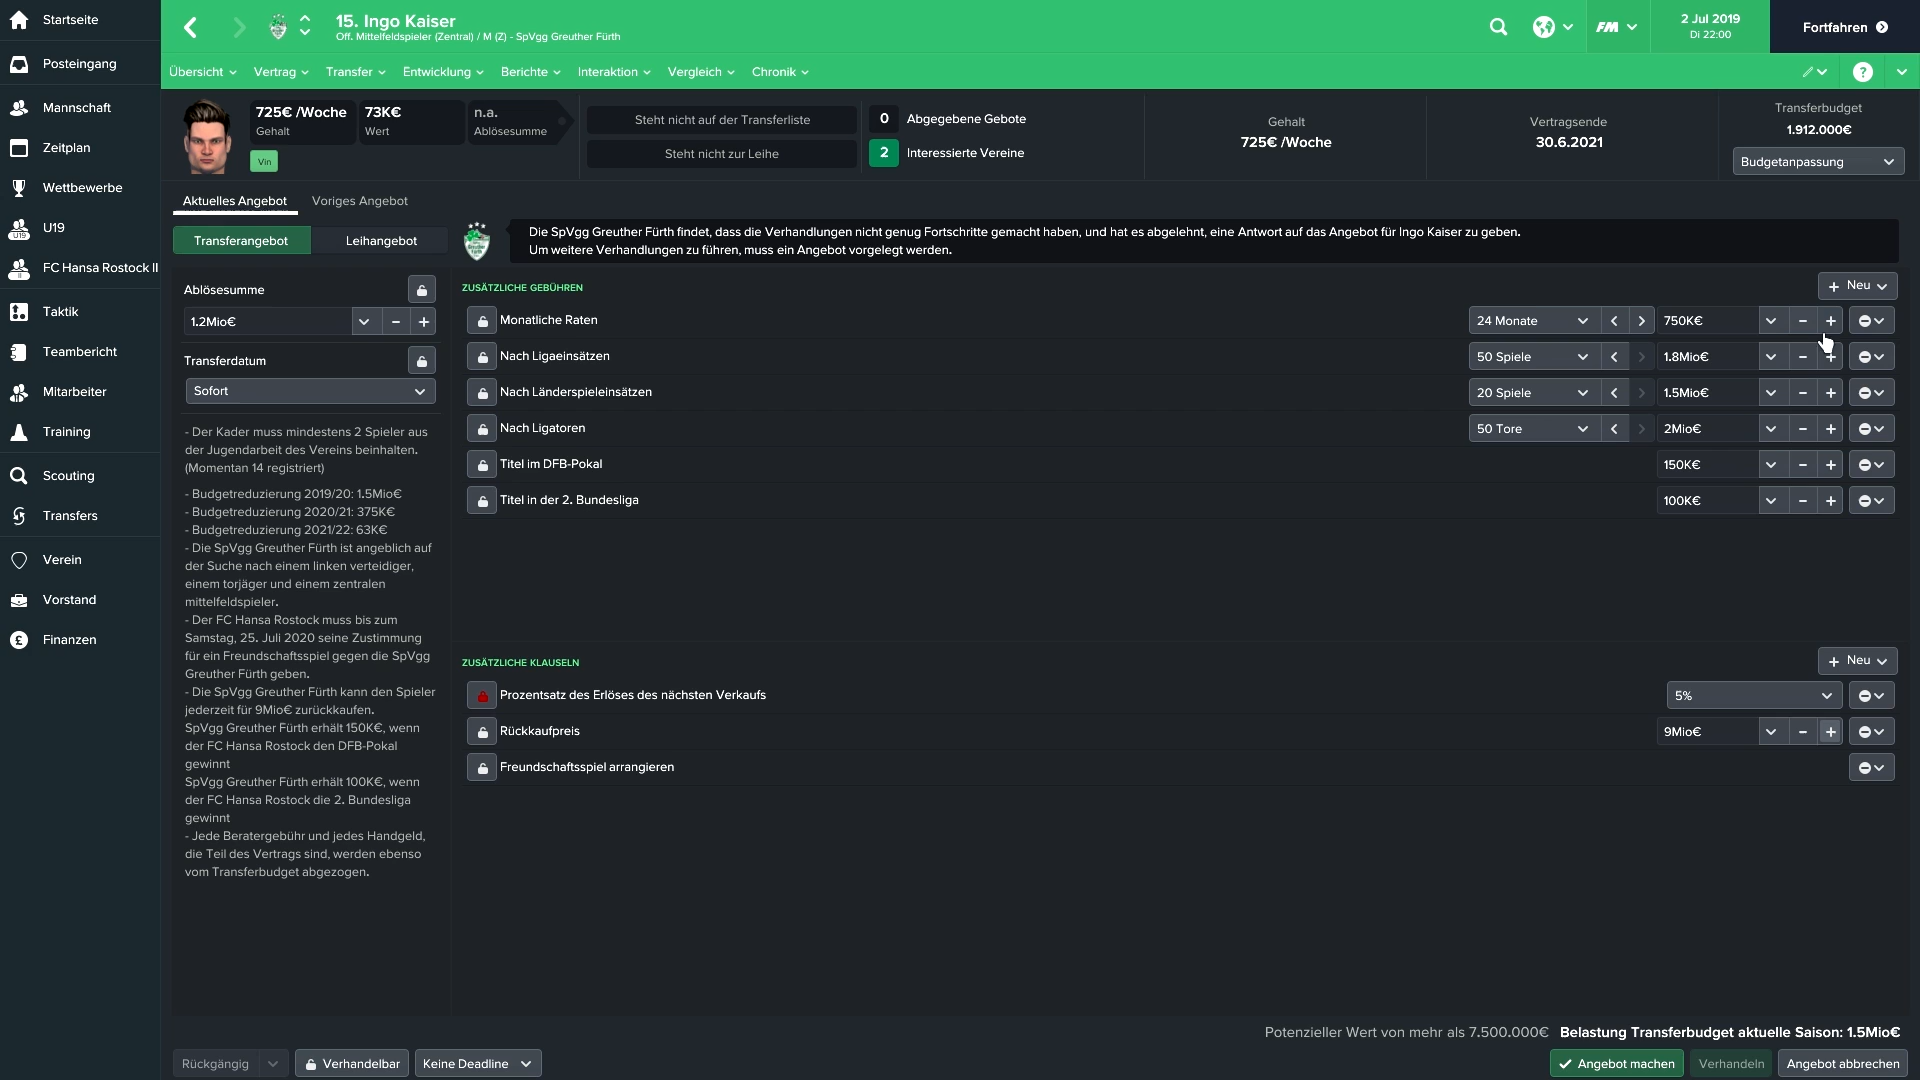 Startseite
Posteingang
Mannschaft
Zeitplan
Wettbewerbe
U19
U19
FC Hansa Rostock II
II
Taktik
Teambericht
Mitarbeiter
Training
Scouting
Transfers
Verein
Vorstand
Finanzen
15. Ingo Kaiser
Off. Mittelfeldspieler (Zentral) / M (Z) - SpVgg Greuther Fürth
FM
2 Jul 2019
Di 22:00
Fortfahren
Übersicht
Vertrag
Transfer
Entwicklung
Berichte
Interaktion
Vergleich
Chronik
?
725€ /Woche
Gehalt
73K€
Wert
n.a.
Ablösesumme
Vin
Steht nicht auf der Transferliste
Steht nicht zur Leihe
0 Abgegebene Gebote
2 Interessierte Vereine
Gehalt
725€ /Woche
Vertragsende
30.6.2021
Transferbudget
1.912.000€
Budgetanpassung
Aktuelles Angebot
Voriges Angebot
Transferangebot
Leihangebot
Die SpVgg Greuther Fürth findet, dass die Verhandlungen nicht genug Fortschritte gemacht haben, und hat es abgelehnt, eine Antwort auf das Angebot für Ingo Kaiser zu geben.
Um weitere Verhandlungen zu führen, muss ein Angebot vorgelegt werden.
Ablösesumme
1.2Mio€
Transferdatum
Sofort
- Der Kader muss mindestens 2 Spieler aus
der Jugendarbeit des Vereins beinhalten.
(Momentan 14 registriert)
- Budgetreduzierung 2019/20: 1.5Mio€
- Budgetreduzierung 2020/21: 375K€
- Budgetreduzierung 2021/22: 63K€
- Die SpVgg Greuther Fürth ist angeblich auf
der Suche nach einem linken verteidiger,
einem torjäger und einem zentralen
mittelfeldspieler.
- Der FC Hansa Rostock muss bis zum
Samstag, 25. Juli 2020 seine Zustimmung
für ein Freundschaftsspiel gegen die SpVgg
Greuther Fürth geben.
- Die SpVgg Greuther Fürth kann den Spieler
jederzeit für 9Mio€ zurückkaufen.
SpVgg Greuther Fürth erhält 150K€, wenn
der FC Hansa Rostock den DFB-Pokal
gewinnt
SpVgg Greuther Fürth erhält 100K€, wenn
der FC Hansa Rostock die 2. Bundesliga
gewinnt
- Jede Beratergebühr und jedes Handgeld,
die Teil des Vertrags sind, werden ebenso
vom Transferbudget abgezogen.
ZUSÄTZLICHE GEBÜHREN
+ Neu
Monatliche Raten 24 Monate 750K€
Nach Ligaeinsätzen 50 Spiele 1.8Mio€
Nach Länderspieleinsätzen 20 Spiele 1.5Mio€
Nach Ligatoren 50 Tore 2Mio€
Titel im DFB-Pokal 150K€
Titel in der 2. Bundesliga 100K€
ZUSÄTZLICHE KLAUSELN
+ Neu
Prozentsatz des Erlöses des nächsten Verkaufs 5%
Rückkaufpreis 9Mio€
Freundschaftsspiel arrangieren
Potenzieller Wert von mehr als 7.500.000€ Belastung Transferbudget aktuelle Saison: 1.5Mio€
Rückgängig
Verhandelbar
Keine Deadline
Angebot machen
Verhandeln
Angebot abbrechen